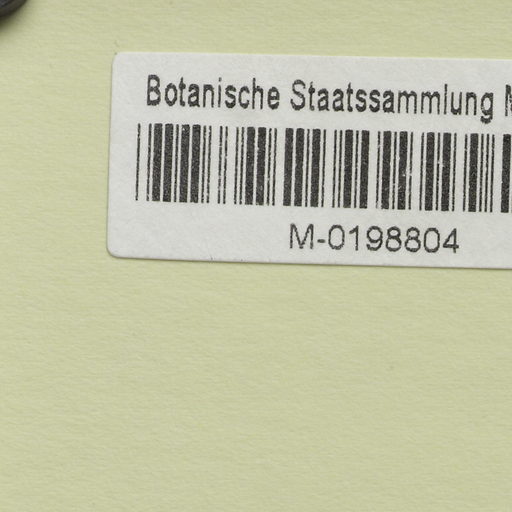 Botanische Staatssammlung
M-0198804